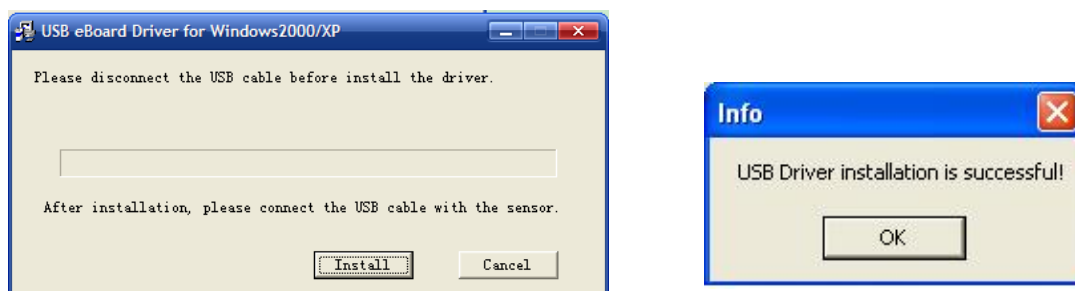 USB eBoard Driver for Windows2000/XP
Please disconnect the USB cable before install the driver.
After installation, please connect the USB cable with the sensor.
Install
Cancel
Info
USB Driver installation is successful!
OK